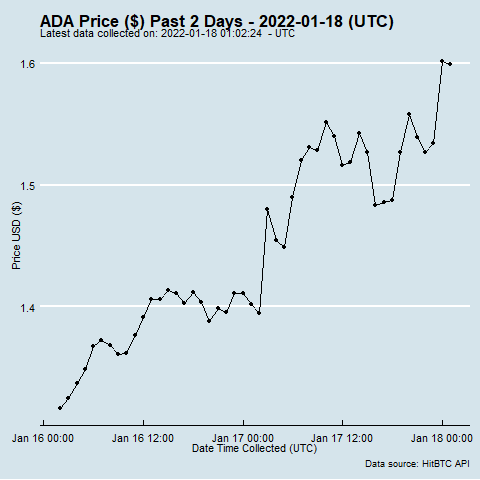 ADA Price ($) Past 2 Days - 2022-01-18 (UTC)
Latest data collected on: 2022-01-18 01:02:24  - UTC
1.6
1.5
1.4
Price USD ($)
Jan 16 00:00 Jan 16 12:00 Jan 17 00:00 Jan 17 12:00 Jan 18 00:00
Date Time Collected (UTC)
Data source: HitBTC API